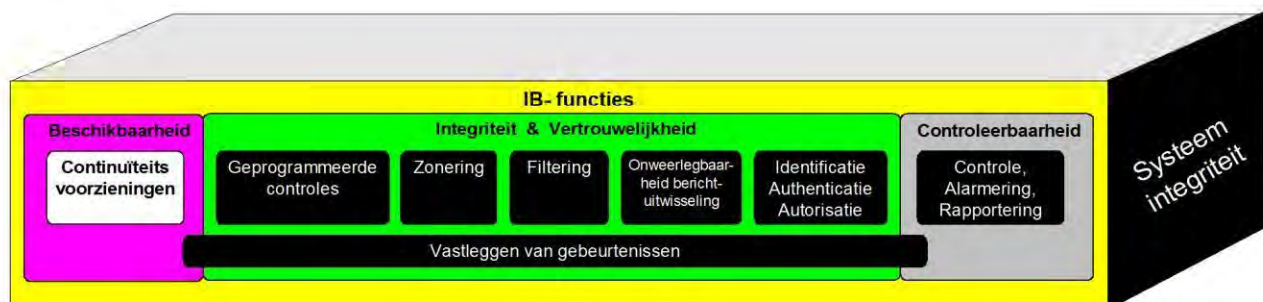 IB- functies
Beschikbaarheid
Continuïteits
voorzieningen
Integriteit & Vertrouwelijkheid
Geprogrammeerde
controles
Zonering
Filtering
Onweerlegbaar-
heid bericht-
uitwisseling
Identificatie
Authenticatie
Autorisatie
Controleerbaarheid
Controle,
Alarmering,
Rapportering
Vastleggen van gebeurtenissen
Systeem
integriteit